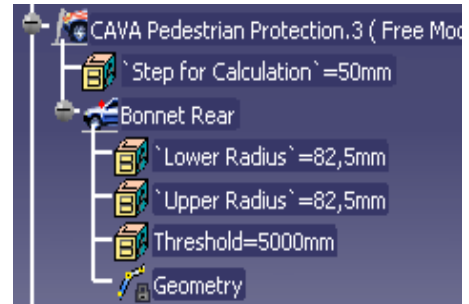 CAVA Pedestrian Protection.3 ( Free Mod
`Step for Calculation`=50mm
Bonnet Rear
`Lower Radius`=82,5mm
`Upper Radius`=82,5mm
Threshold=5000mm
Geometry